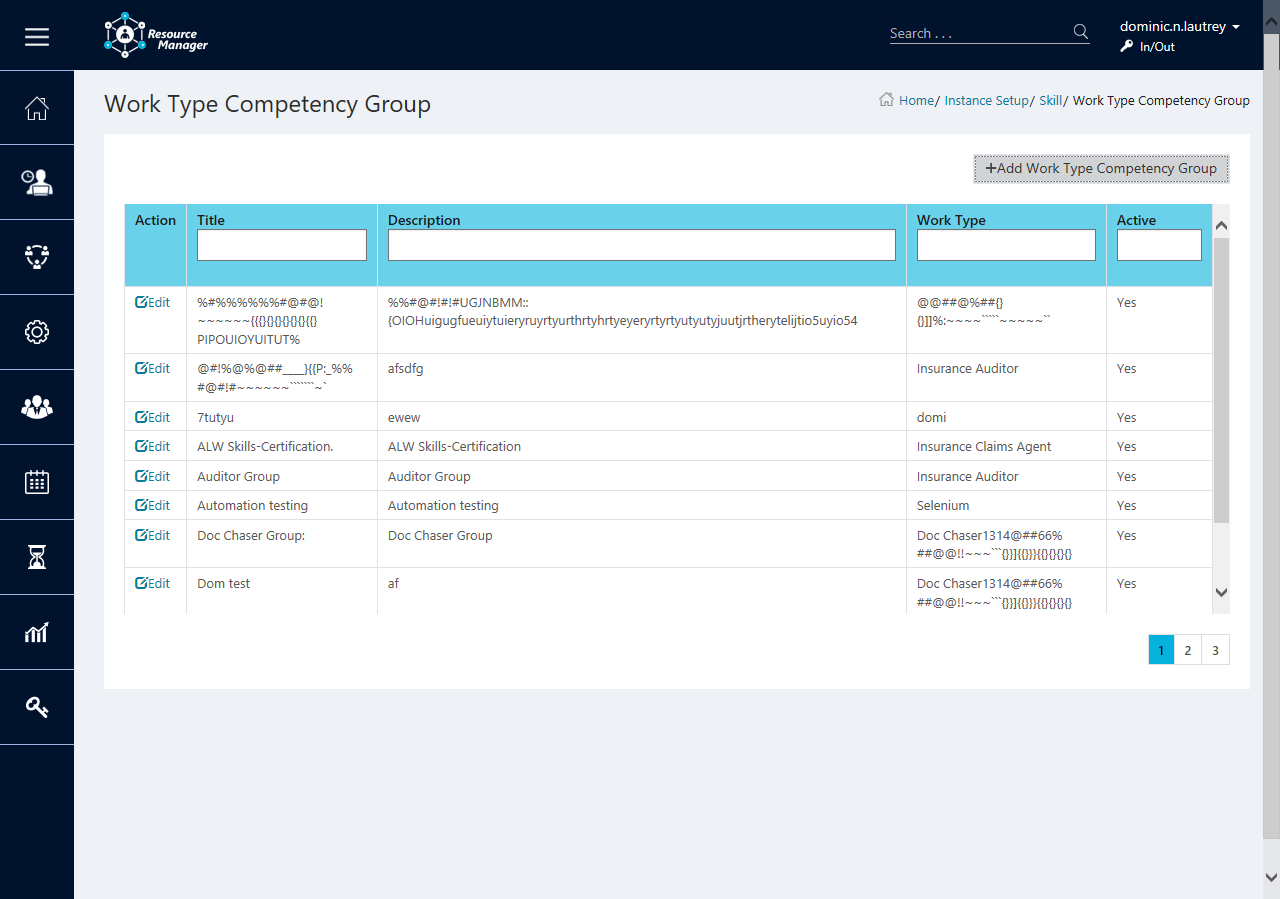 Resource
Manager
Search . . .
dominic.n.lautrey
In/Out
Work Type Competency Group
Home/ Instance Setup/ Skill/ Work Type Competency Group
+Add Work Type Competency Group
Action Title Description Work Type Active
Edit %#%%%%%%#@#@! %%#@#!#!#UGJNBMM:: @@##@%##{} Yes
~~~~~~{{{}{}{}{}{}{}{{} {OIOHuigugfueuiytuieryruyrtyurthrtyhrtyeyeryrtyrtyutyutyjuutjrtherytelijtio5uyio54 {}]]%:~~~~`````~~~~~``
PIPOUIOYUITUT%
Edit @#!%@%@##____}{{P:_%% afsdfg Insurance Auditor Yes
#@#!#~~~~~~```````~`
Edit 7tutyu ewew domi Yes
Edit ALW Skills-Certification. ALW Skills-Certification Insurance Claims Agent Yes
Edit Auditor Group Auditor Group Insurance Auditor Yes
Edit Automation testing Automation testing Selenium Yes
Edit Doc Chaser Group: Doc Chaser Group Doc Chaser1314@##66% Yes
##@@!!~~~```{}}]{{}}}{{}{}{}{}
Edit Dom test af Doc Chaser1314@##66% Yes
##@@!!~~~```{}}]{{}}}{{}{}{}{}
1 2 3